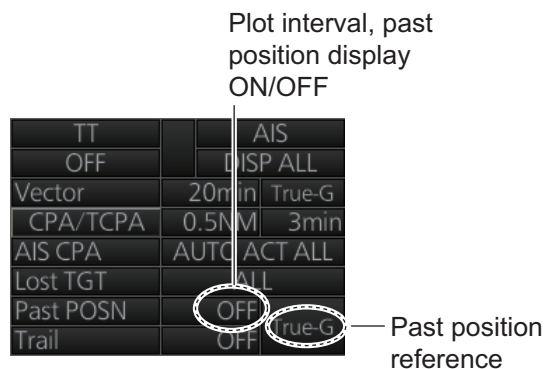 Plot interval, past
position display
ON/OFF
TT AIS
OFF DISP ALL
Vector 20min True-G
CPA/TCPA 0.5NM 3min
AIS CPA AUTO ACT ALL
Lost TGT ALL
Past POSN OFF True-G
Trail OFF
Past position
reference